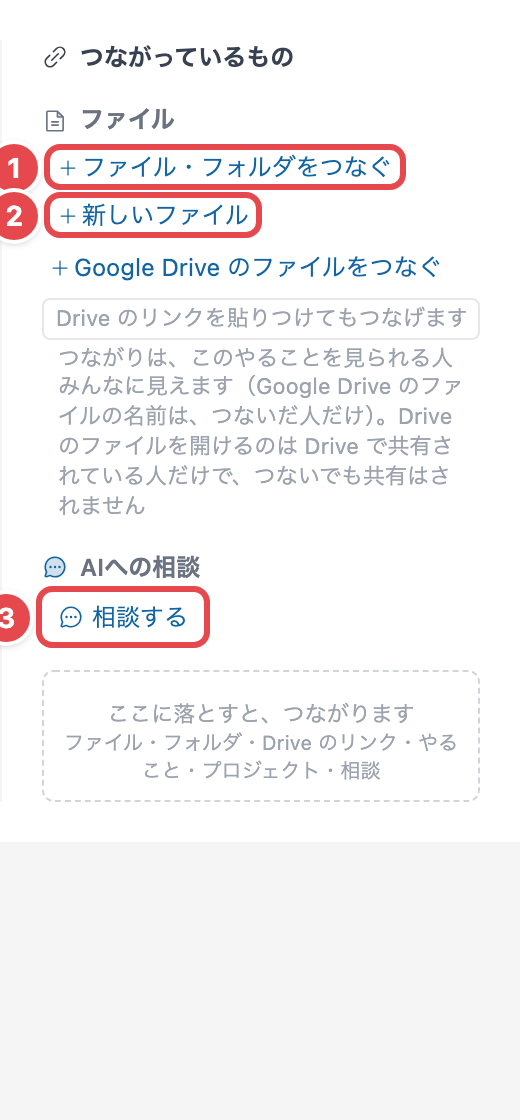 つながっているもの
ファイル
1
+ ファイル・フォルダをつなぐ
2
+ 新しいファイル
+ Google Drive のファイルをつなぐ
Drive のリンクを貼りつけてもつなげます
つながりは、このやることを見られる人
みんなに見えます（Google Drive のファ
イルの名前は、つないだ人だけ）。Drive
のファイルを開けるのは Drive で共有さ
れている人だけで、つないでも共有はさ
れません
AIへの相談
3
相談する
ここに落とすと、つながります
ファイル・フォルダ・Drive のリンク・やる
こと・プロジェクト・相談